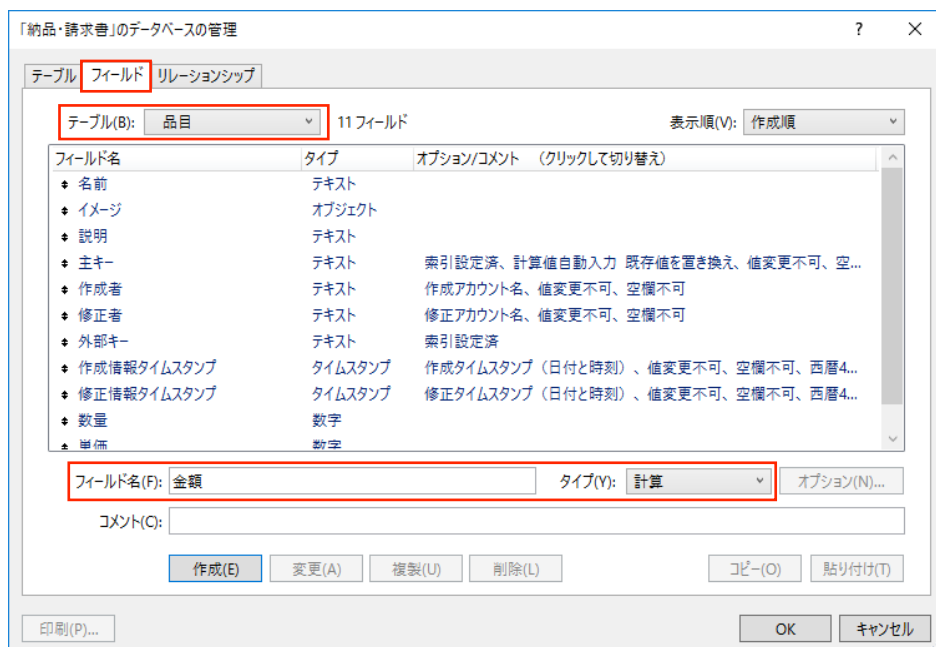 「納品・請求書」のデータベースの管理 ? ×
テーブル フィールド リレーションシップ
テーブル(B): 品目 11 フィールド 表示順(V): 作成順
フィールド名 タイプ オプション/コメント （クリックして切り替え）
名前 テキスト
イメージ オブジェクト
説明 テキスト
主キー テキスト 索引設定済、計算値自動入力 既存値を置き換え、値変更不可、空...
作成者 テキスト 作成アカウント名、値変更不可、空欄不可
修正者 テキスト 修正アカウント名、値変更不可、空欄不可
外部キー テキスト 索引設定済
作成情報タイムスタンプ タイムスタンプ 作成タイムスタンプ（日付と時刻）、値変更不可、空欄不可、西暦4...
修正情報タイムスタンプ タイムスタンプ 修正タイムスタンプ（日付と時刻）、値変更不可、空欄不可、西暦4...
数量 数字
単価 数字
フィールド名(F): 金額 タイプ(Y): 計算 オプション(N)...
コメント(C):
作成(E) 変更(A) 複製(U) 削除(L) コピー(O) 貼り付け(T)
印刷(P)... OK キャンセル